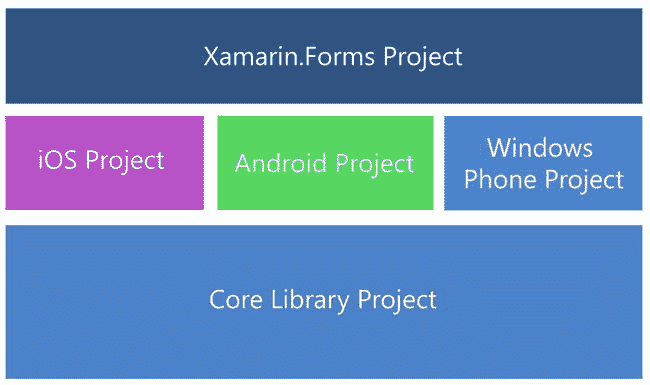 Xamarin.Forms Project
iOS Project
Android Project
Windows
Phone Project
Core Library Project